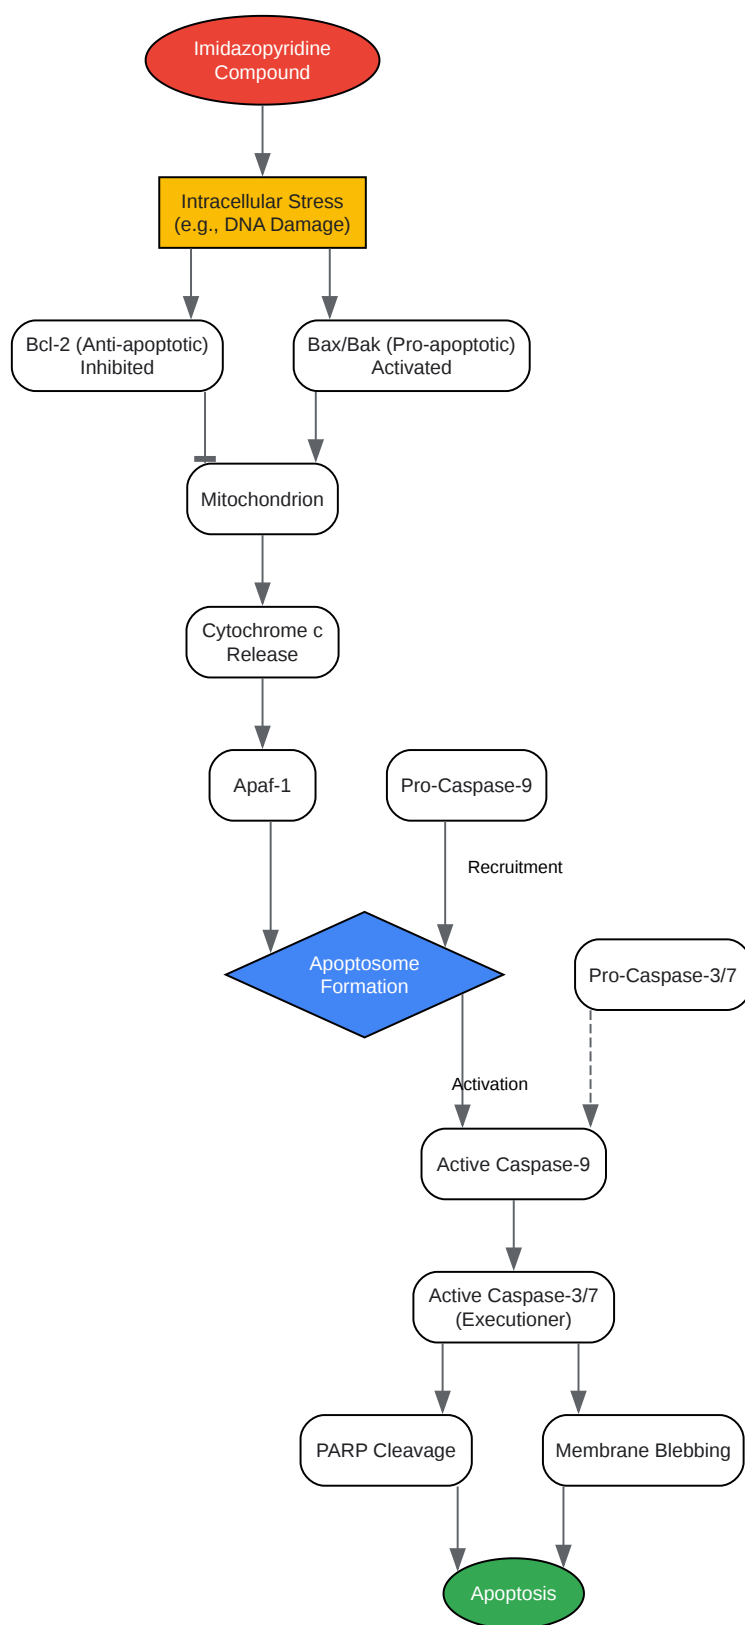 Imidazopyridine
Compound
Intracellular Stress
(e.g., DNA Damage)
Bcl-2 (Anti-apoptotic)
Inhibited
Bax/Bak (Pro-apoptotic)
Activated
Mitochondrion
Cytochrome c
Release
Apaf-1
Pro-Caspase-9
Recruitment
Apoptosome
Formation
Pro-Caspase-3/7
Activation
Active Caspase-9
Active Caspase-3/7
(Executioner)
PARP Cleavage
Membrane Blebbing
Apoptosis